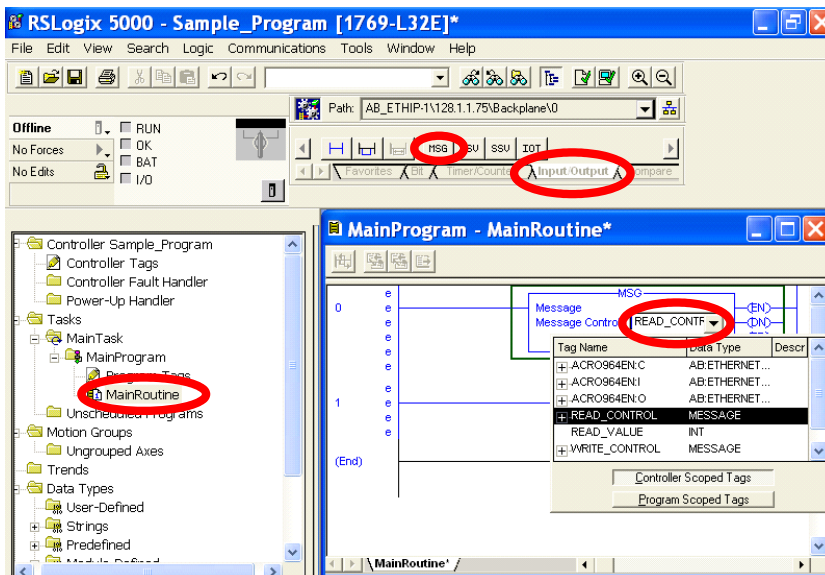 RSLogix 5000 - Sample_Program [1769-L32E]*
File Edit View Search Logic Communications Tools Window Help
Path: AB_ETHIP-1\128.1.1.75\Backplane\0
Offline
RUN
No Forces
OK
BAT
No Edits
I/O
MSG GSV SSV IOT
Favorites Bit Timer/Counter Input/Output Compare
Controller Sample_Program
Controller Tags
Controller Fault Handler
Power-Up Handler
Tasks
MainTask
MainProgram
Program Tags
MainRoutine
Unscheduled Programs
Motion Groups
Ungrouped Axes
Trends
Data Types
User-Defined
Strings
Predefined
Module-Defined
MainProgram - MainRoutine*
0
e
e
e
e
e
e
MSG
Message
Message Control READ_CONTF
EN
DN
Tag Name Data Type Descr
ACRO964EN:C AB:ETHERNET...
ACRO964EN:I AB:ETHERNET...
ACRO964EN:O AB:ETHERNET...
READ_CONTROL MESSAGE
READ_VALUE INT
WRITE_CONTROL MESSAGE
Controller Scoped Tags
Program Scoped Tags
e
1
e
e
e
(End)
MainRoutine*